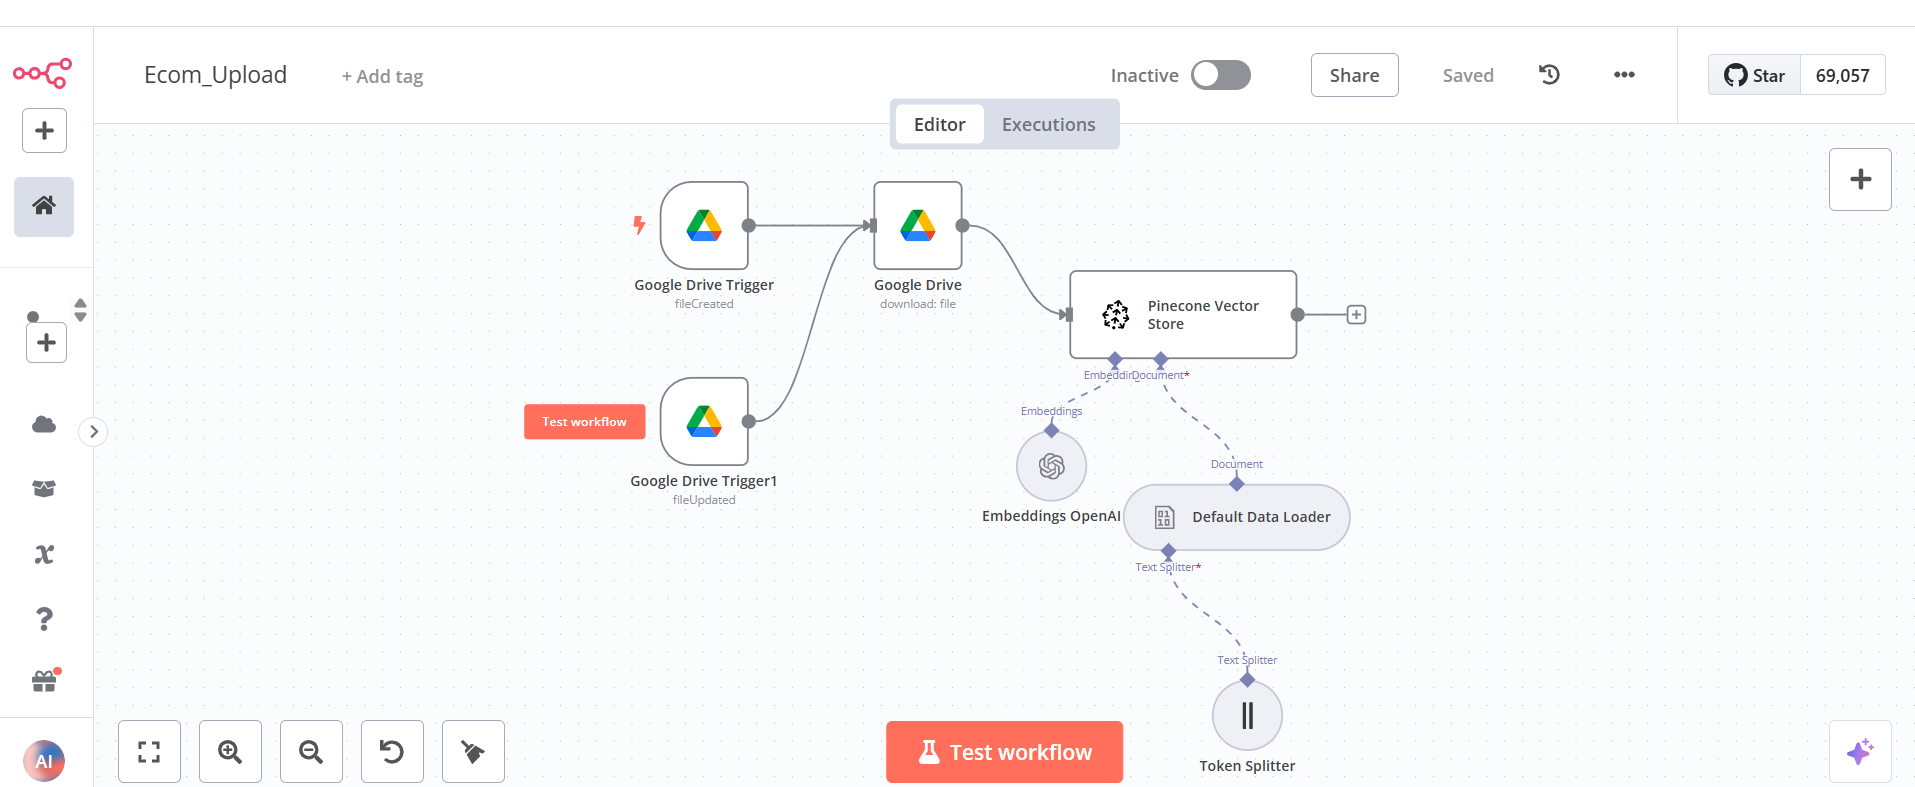 Ecom_Upload
+ Add tag
Inactive
Share
Saved
Star
69,057
Editor
Executions
Google Drive Trigger
fileCreated
Google Drive
download: file
Pinecone Vector
Store
Document*
Embeddings
Test workflow
Google Drive Trigger1
fileUpdated
Document
Embeddings OpenAI
Default Data Loader
Text Splitter*
Text Splitter
Token Splitter
Test workflow
AI